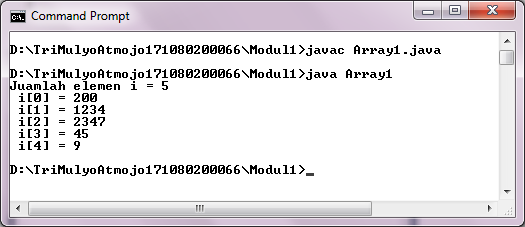 Command Prompt
D:\TriMulyoAtmojo171080200066\Modul1>javac Array1.java
D:\TriMulyoAtmojo171080200066\Modul1>java Array1
Juamlah elemen i = 5
i[0] = 200
i[1] = 1234
i[2] = 2347
i[3] = 45
i[4] = 9
D:\TriMulyoAtmojo171080200066\Modul1>_